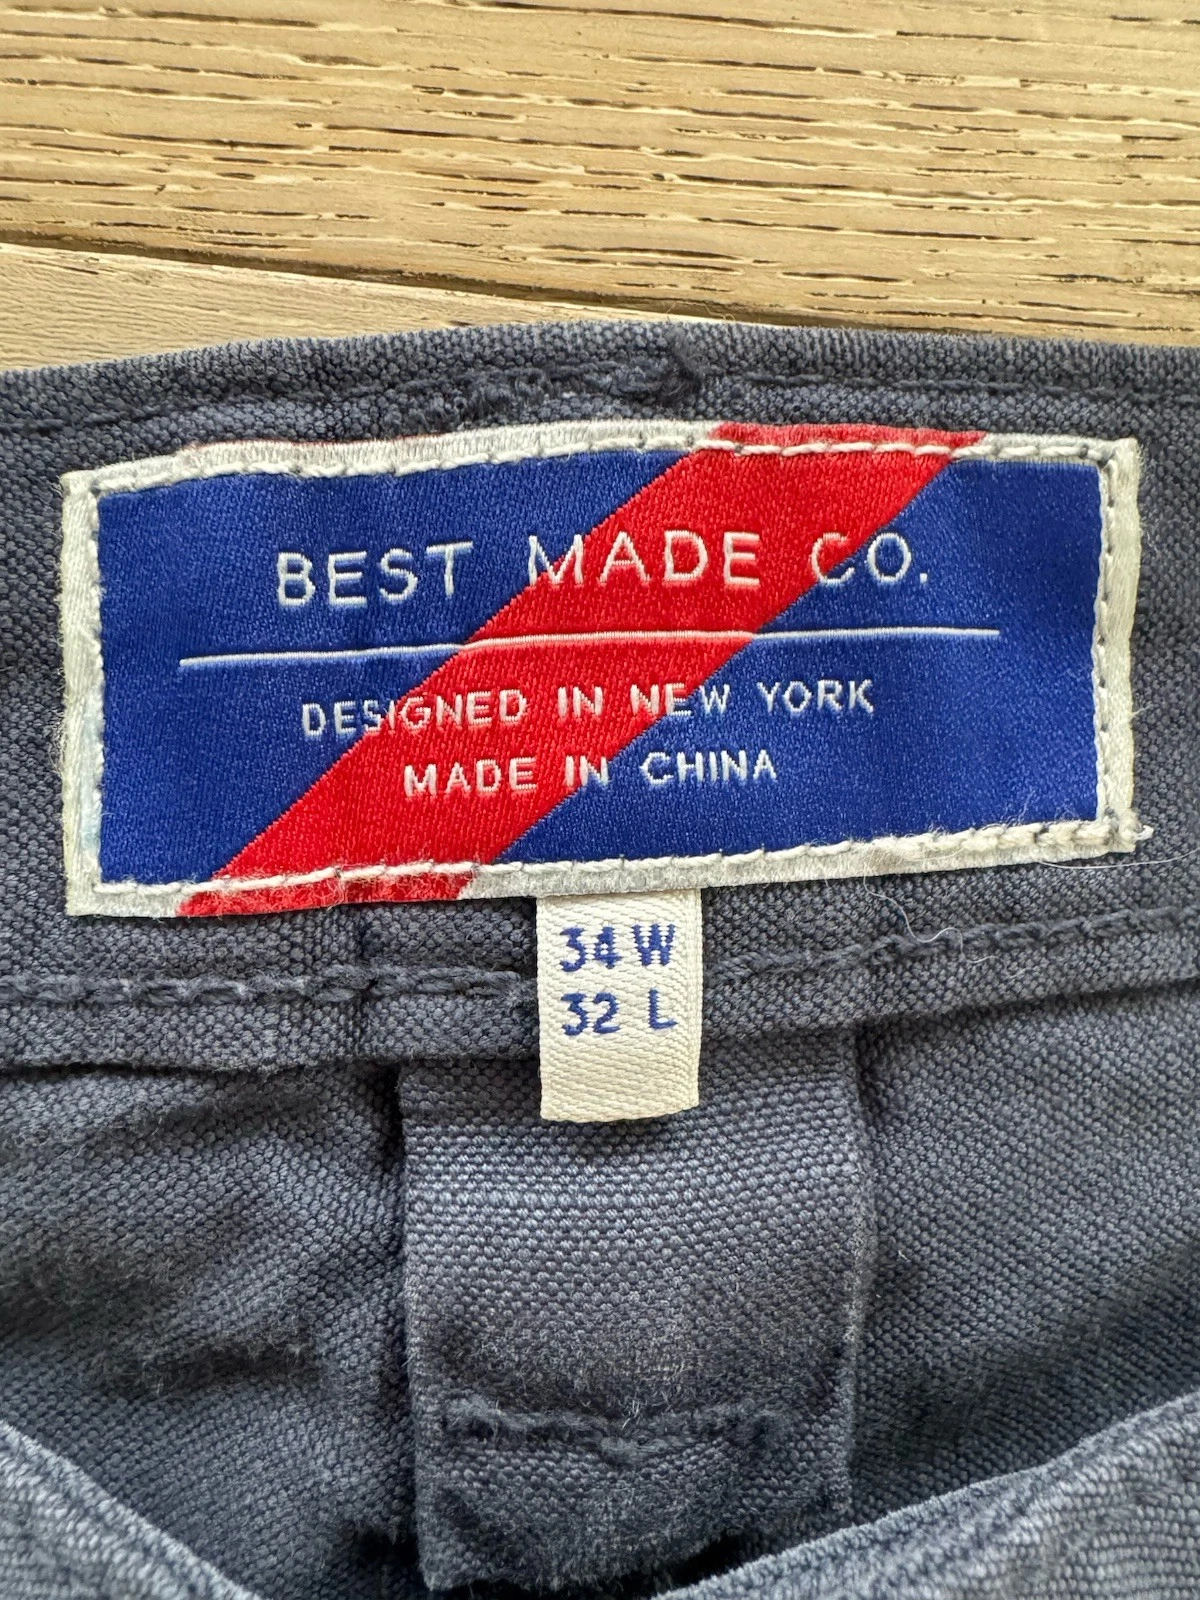 BEST MADE CO.
DESIGNED IN NEW YORK
MADE IN CHINA
34 W
32 L